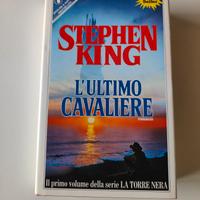 STEPHEN
KING
L'ULTIMO
CAVALIERE
Il primo volume della serie LA TORRE NERA